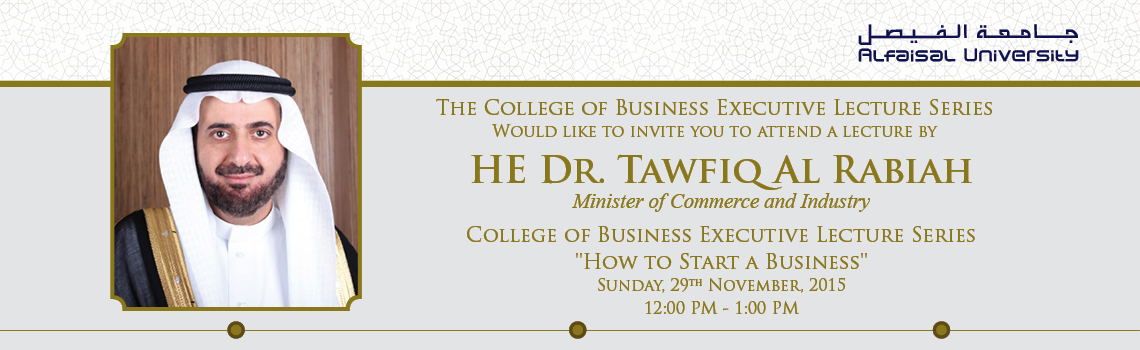 جامعة الفيصل
Alfaisal University
The College of Business Executive Lecture Series
Would like to invite you to attend a lecture by
HE Dr. Tawfiq Al Rabiah
Minister of Commerce and Industry
College of Business Executive Lecture Series
"How to Start a Business"
Sunday, 29th November, 2015
12:00 PM - 1:00 PM